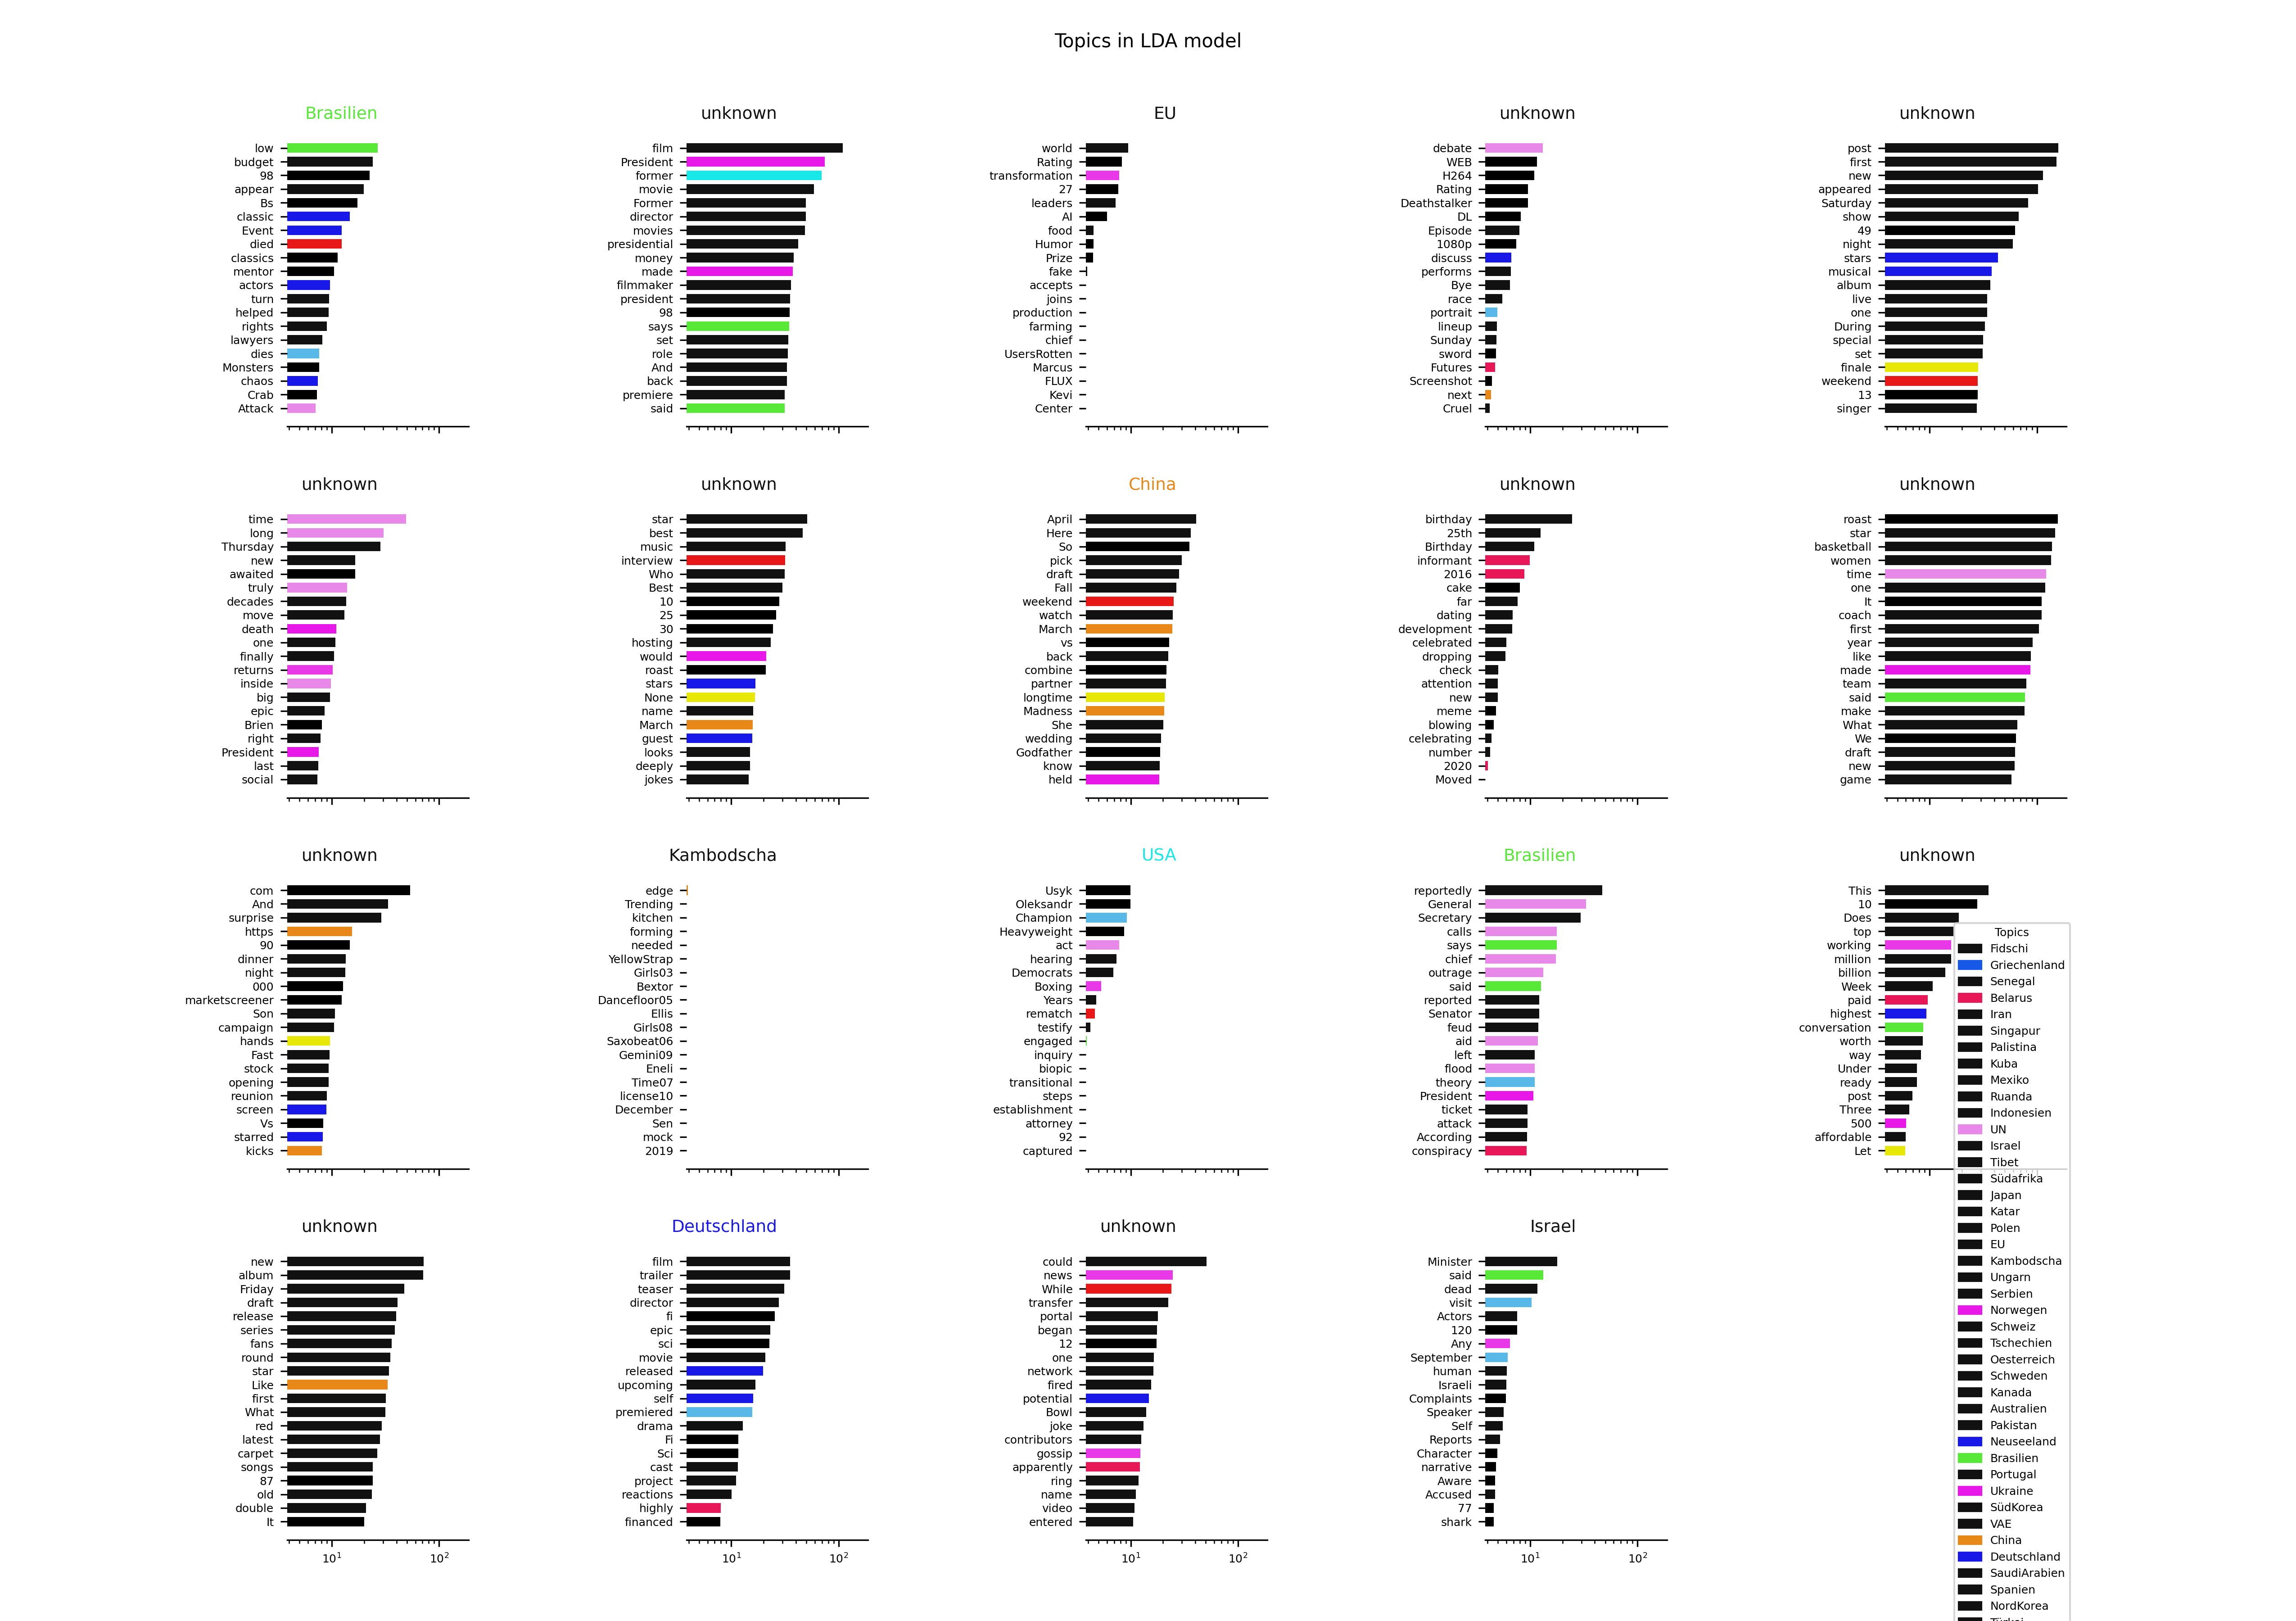 Topics in LDA model
Brasilien
low
budget
98
appear
Bs
classic
Event
died
classics
mentor
actors
turn
helped
rights
lawyers
dies
Monsters
chaos
Crab
Attack
unknown
film
President
former
movie
Former
director
movies
presidential
money
made
filmmaker
president
98
says
set
role
And
back
premiere
said
EU
world
Rating
transformation
27
leaders
AI
food
Humor
Prize
fake
accepts
joins
production
farming
chief
UsersRotten
Marcus
FLUX
Kevi
Center
unknown
debate
WEB
H264
Rating
Deathstalker
DL
Episode
1080p
discuss
performs
Bye
race
portrait
lineup
Sunday
sword
Futures
Screenshot
next
Cruel
unknown
post
first
new
appeared
Saturday
show
49
night
stars
musical
album
live
one
During
special
set
finale
weekend
13
singer
unknown
time
long
Thursday
new
awaited
truly
decades
move
death
one
finally
returns
inside
big
epic
Brien
right
President
last
social
unknown
star
best
music
interview
Who
Best
10
25
30
hosting
would
roast
stars
None
name
March
guest
looks
deeply
jokes
China
April
Here
So
pick
draft
Fall
weekend
watch
March
vs
back
combine
partner
longtime
Madness
She
wedding
Godfather
know
held
unknown
birthday
25th
Birthday
informant
2016
cake
far
dating
development
celebrated
dropping
check
attention
new
meme
blowing
celebrating
number
2020
Moved
unknown
roast
star
basketball
women
time
one
It
coach
first
year
like
made
team
said
make
What
We
draft
new
game
unknown
com
And
surprise
https
90
dinner
night
000
marketscreener
Son
campaign
hands
Fast
stock
opening
reunion
screen
Vs
starred
kicks
Kambodscha
edge
Trending
kitchen
forming
needed
YellowStrap
Girls03
Bextor
Dancefloor05
Ellis
Girls08
Saxobeat06
Gemini09
Eneli
Time07
license10
December
Sen
mock
2019
USA
Usyk
Oleksandr
Champion
Heavyweight
act
hearing
Democrats
Boxing
Years
rematch
testify
engaged
inquiry
biopic
transitional
steps
establishment
attorney
92
captured
Brasilien
reportedly
General
Secretary
calls
says
chief
outrage
said
reported
Senator
feud
aid
left
flood
theory
President
ticket
attack
According
conspiracy
unknown
This
10
Does
top
working
million
billion
Week
paid
highest
conversation
worth
way
Under
ready
post
Three
500
affordable
Let
unknown
new
album
Friday
draft
release
series
fans
round
star
Like
first
What
red
latest
carpet
songs
87
old
double
It
10^1
10^2
Deutschland
film
trailer
teaser
director
fi
epic
sci
movie
released
upcoming
self
premiered
drama
Fi
Sci
cast
project
reactions
highly
financed
10^1
10^2
unknown
could
news
While
transfer
portal
began
12
one
network
fired
potential
Bowl
joke
contributors
gossip
apparently
ring
name
video
entered
10^1
10^2
Israel
Minister
said
dead
visit
Actors
120
Any
September
human
Israeli
Complaints
Speaker
Self
Reports
Character
narrative
Aware
Accused
77
shark
10^1
10^2
Topics
Fidschi
Griechenland
Senegal
Belarus
Iran
Singapur
Palistina
Kuba
Mexiko
Ruanda
Indonesien
UN
Israel
Tibet
Südafrika
Japan
Katar
Polen
EU
Kambodscha
Ungarn
Serbien
Norwegen
Schweiz
Tschechien
Oesterreich
Schweden
Kanada
Australien
Pakistan
Neuseeland
Brasilien
Portugal
Ukraine
SüdKorea
VAE
China
Deutschland
SaudiArabien
Spanien
NordKorea